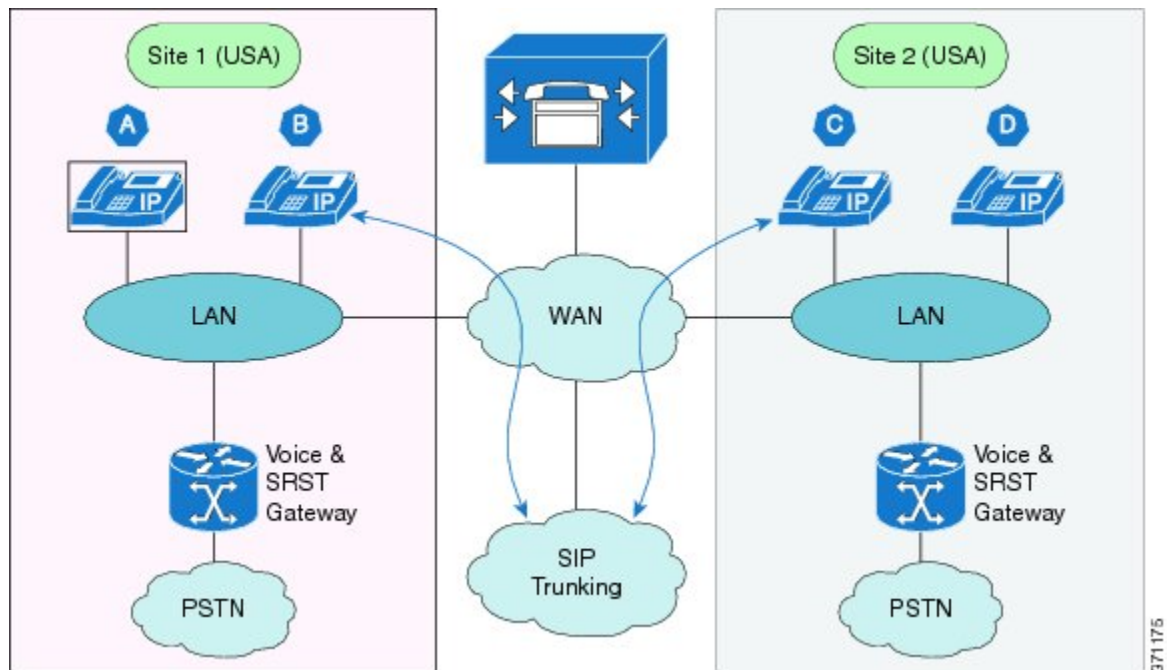 Site 1 (USA)
Site 2 (USA)
A
B
C
D
IP
IP
IP
IP
LAN
WAN
LAN
Voice &
SRST
Gateway
Voice &
SRST
Gateway
SIP
Trunking
PSTN
PSTN
971175